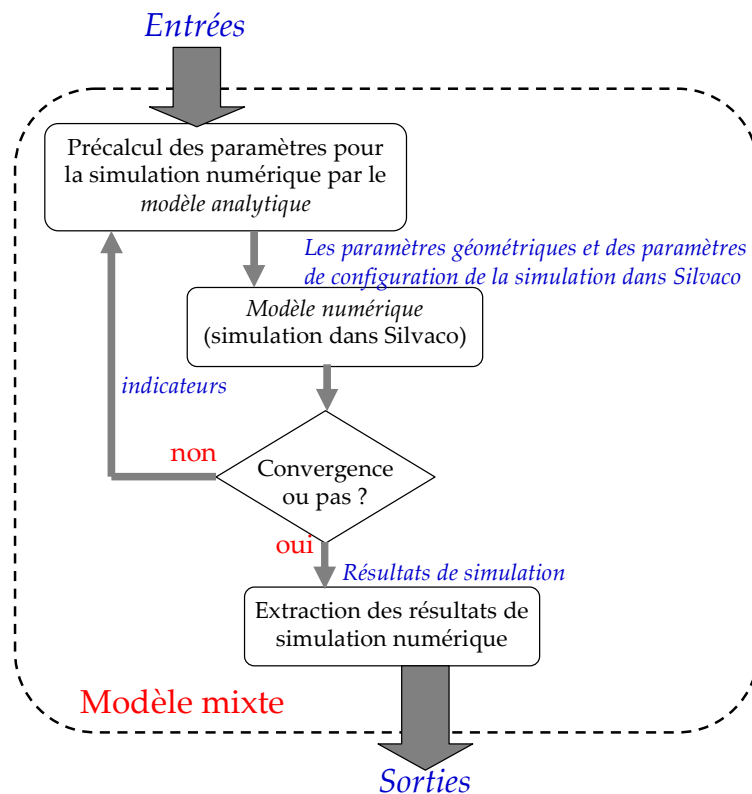 Entrées
Précalcul des paramètres pour
la simulation numérique par le
modèle analytique
Les paramètres géométriques et des paramètres
de configuration de la simulation dans Silvaco
Modèle numérique
(simulation dans Silvaco)
indicateurs
non
Convergence
ou pas ?
oui
Résultats de simulation
Extraction des résultats de
simulation numérique
Modèle mixte
Sorties